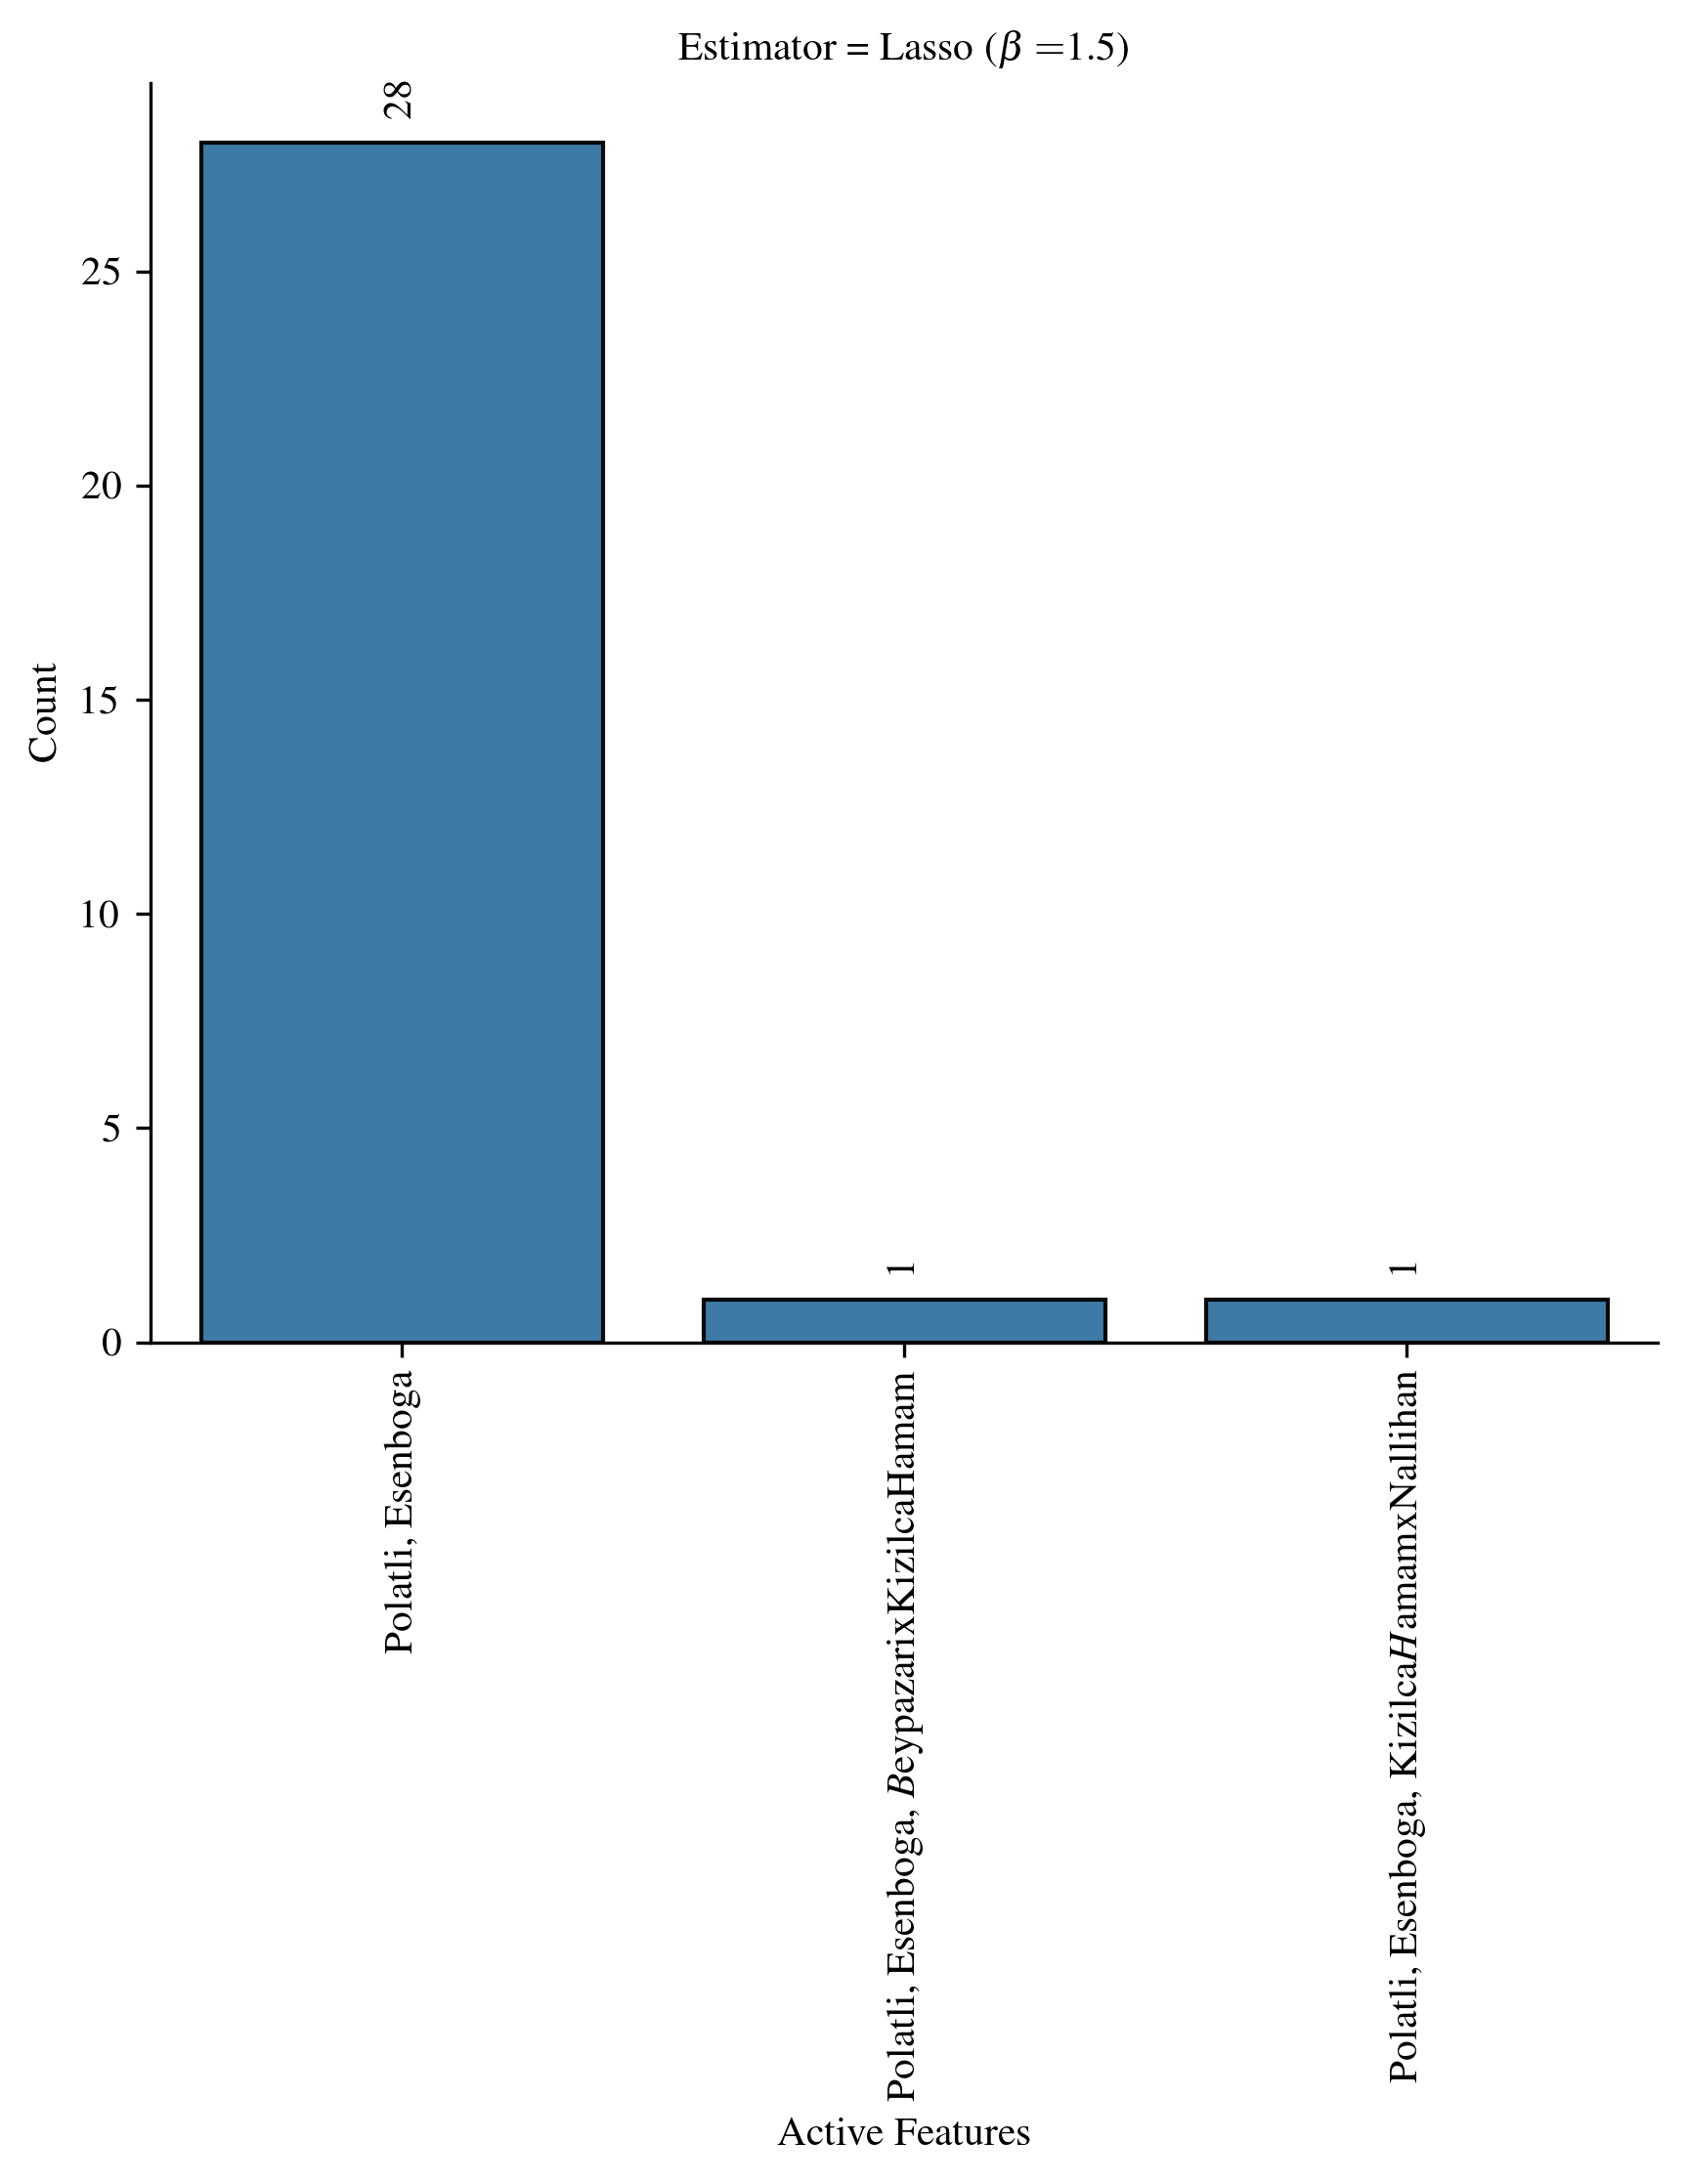 Estimator = Lasso (β =1.5)
28
25
20
15
10
5
0
Count
1
1
Polatli, Esenboga
Polatli, Esenboga, BeypazarixKizilcaHamam
Polatli, Esenboga, KizilcaHamamxNallihan
Active Features